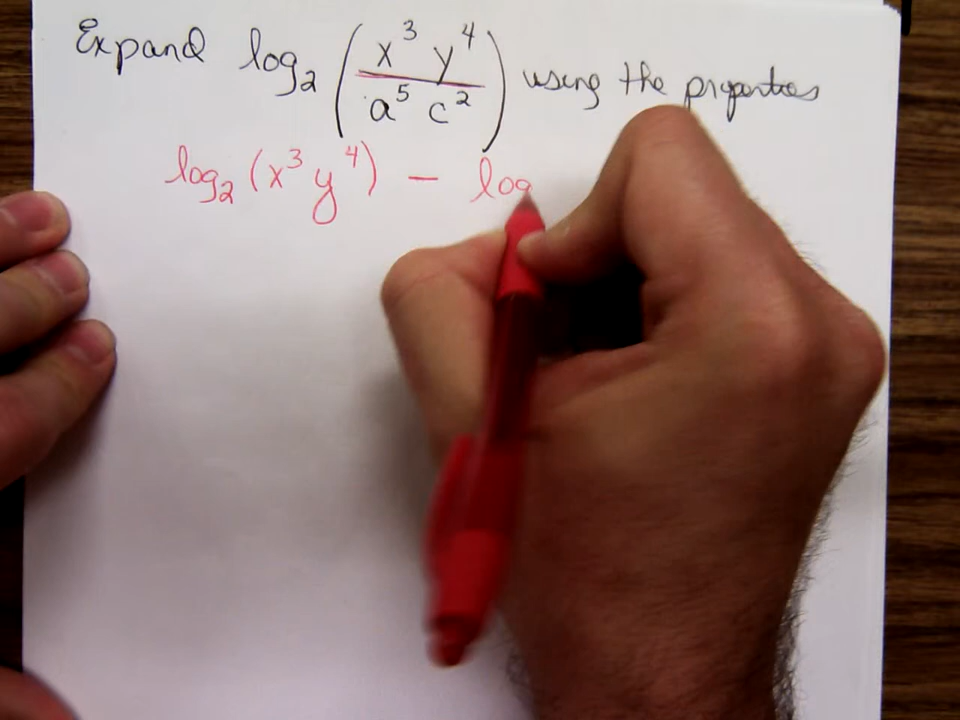 Expand log₂ (x³ y⁴ / a⁵ c²) using the properties
log₂ (x³ y⁴) − log